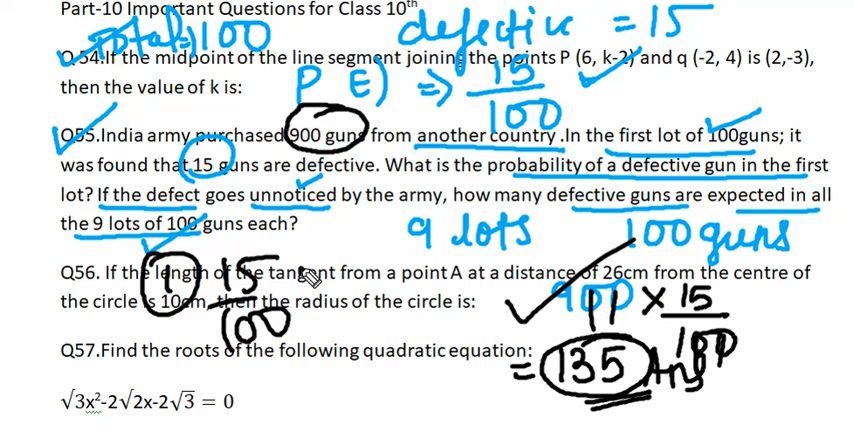 Part-10 Important Questions for Class 10th
Total=100 defective = 15
Q.54.If the midpoint of the line segment joining the points P (6, k-2) and q (-2, 4) is (2,-3),
then the value of k is:
P E) => 15/100
Q55.India army purchased 900 guns from another country .In the first lot of 100guns; it
was found that 15 guns are defective. What is the probability of a defective gun in the first
lot? If the defect goes unnoticed by the army, how many defective guns are expected in all
the 9 lots of 100 guns each?
9 lots 100 guns
Q56. If the length of the tangent from a point A at a distance of 26cm from the centre of
the circle is 10cm, then the radius of the circle is:
① 15/100
900 × 15/100
Q57.Find the roots of the following quadratic equation:
= 135 Ans
√3x²-2√2x-2√3 = 0